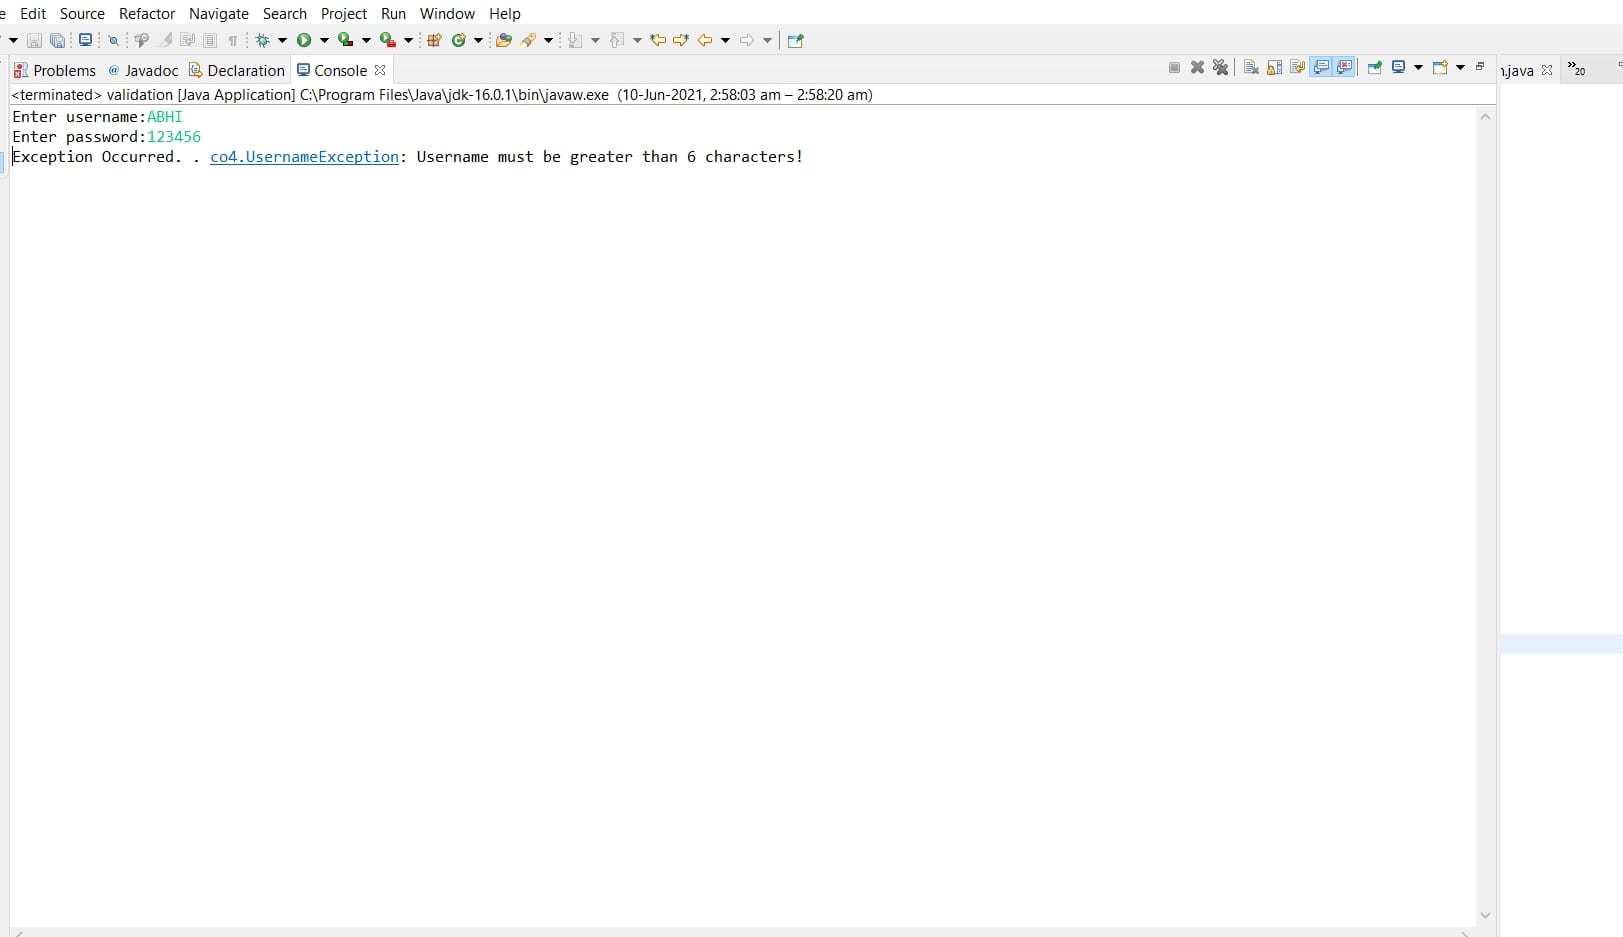 e Edit Source Refactor Navigate Search Project Run Window Help
Problems @ Javadoc Declaration Console
.java »20
<terminated> validation [Java Application] C:\Program Files\Java\jdk-16.0.1\bin\javaw.exe (10-Jun-2021, 2:58:03 am – 2:58:20 am)
Enter username:ABHI
Enter password:123456
Exception Occurred. . co4.UsernameException: Username must be greater than 6 characters!